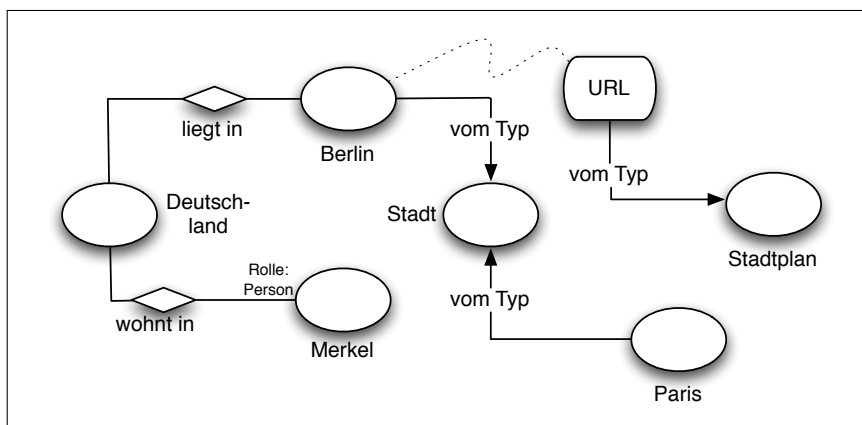 URL
liegt in
vom Typ
Berlin
vom Typ
Deutsch-
land
Stadt
Stadtplan
Rolle:
Person
vom Typ
wohnt in
Merkel
Paris